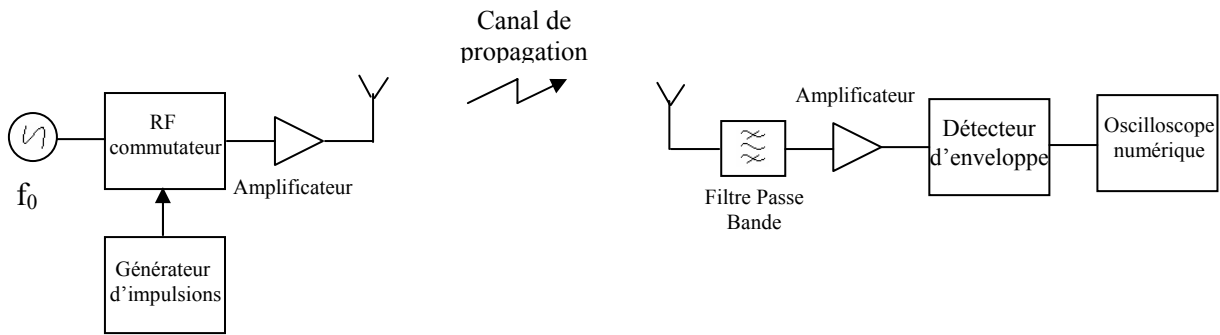 Canal de
propagation
f₀
RF
commutateur
Amplificateur
Générateur
d'impulsions
Filtre Passe
Bande
Amplificateur
Détecteur
d'enveloppe
Oscilloscope
numérique